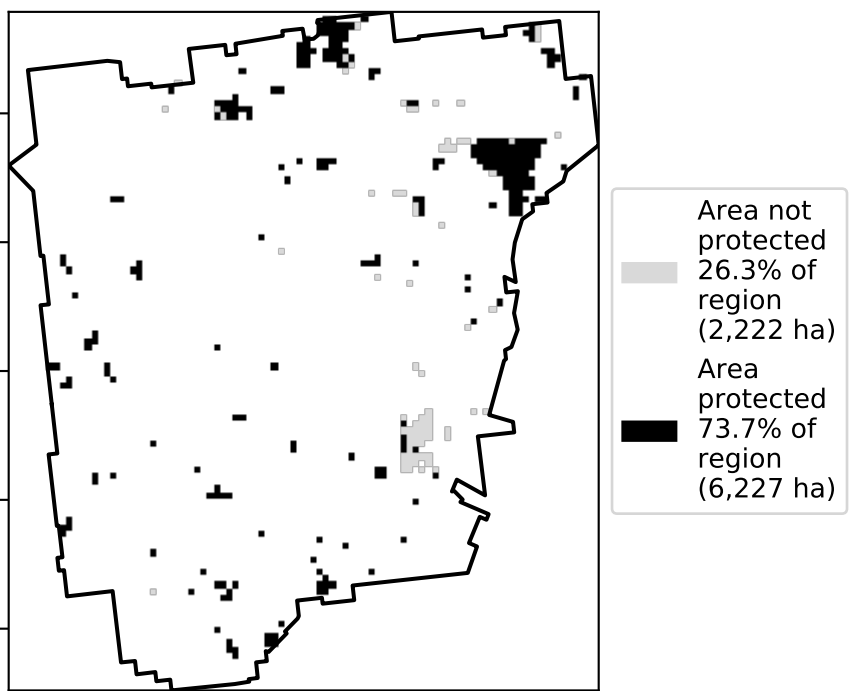 Area not
protected
26.3% of
region
(2,222 ha)
Area
protected
73.7% of
region
(6,227 ha)